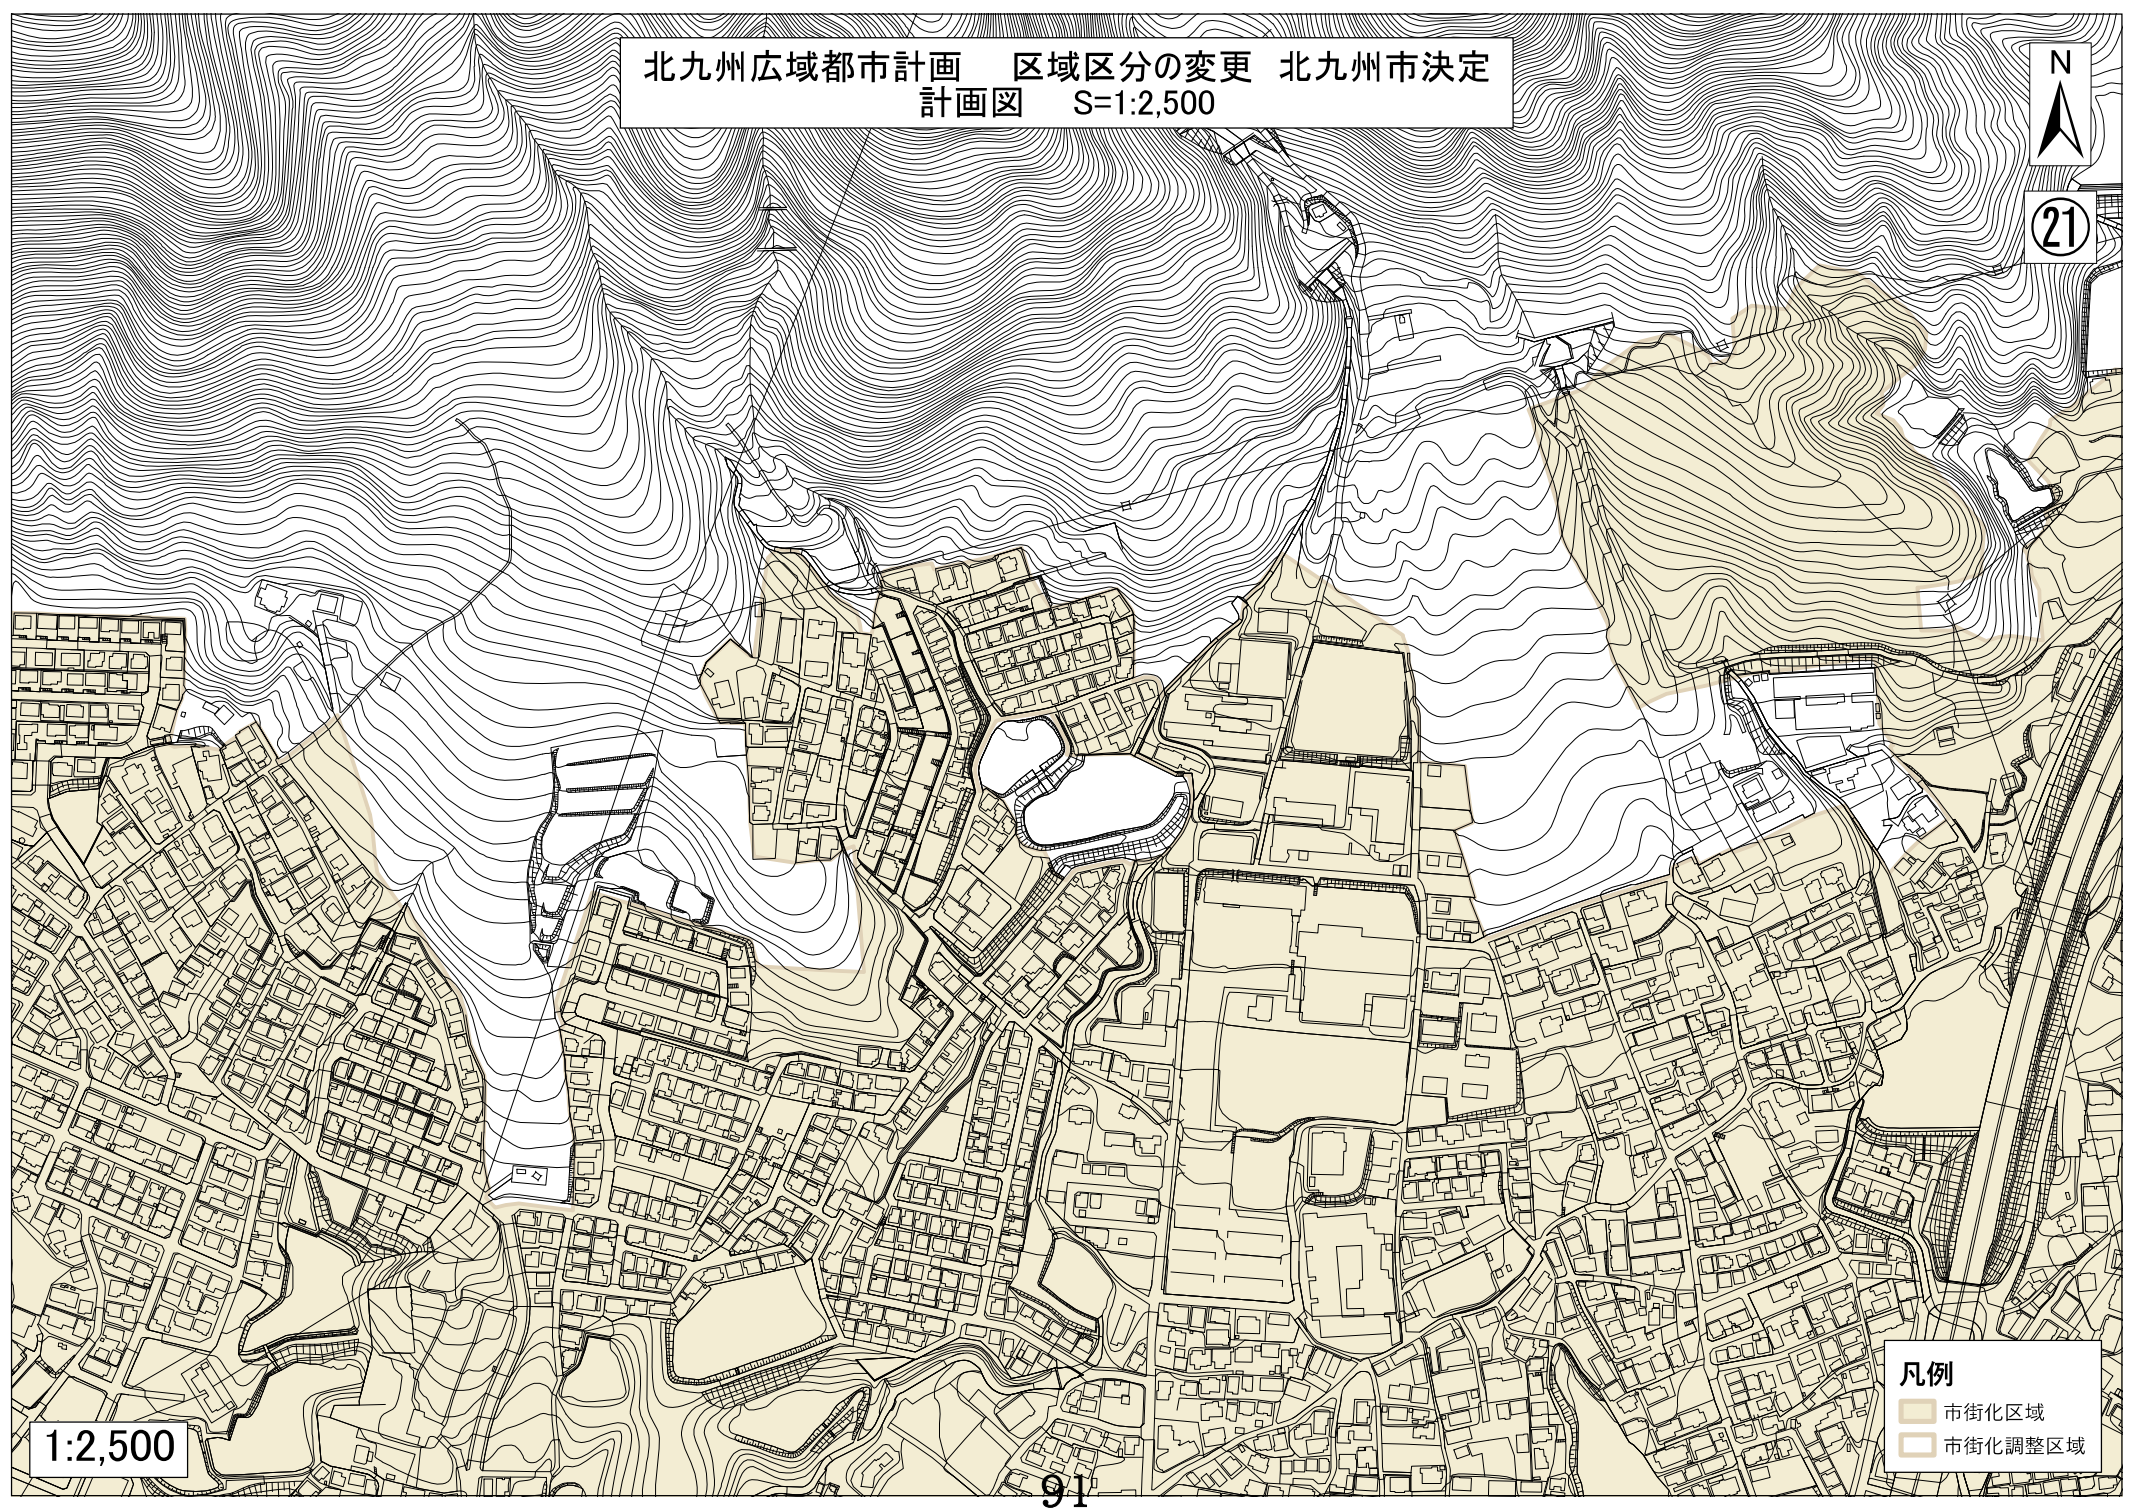 北九州広域都市計画　区域区分の変更　北九州市決定
計画図　S=1:2,500
N
㉑
凡例
市街化区域
市街化調整区域
1:2,500
91